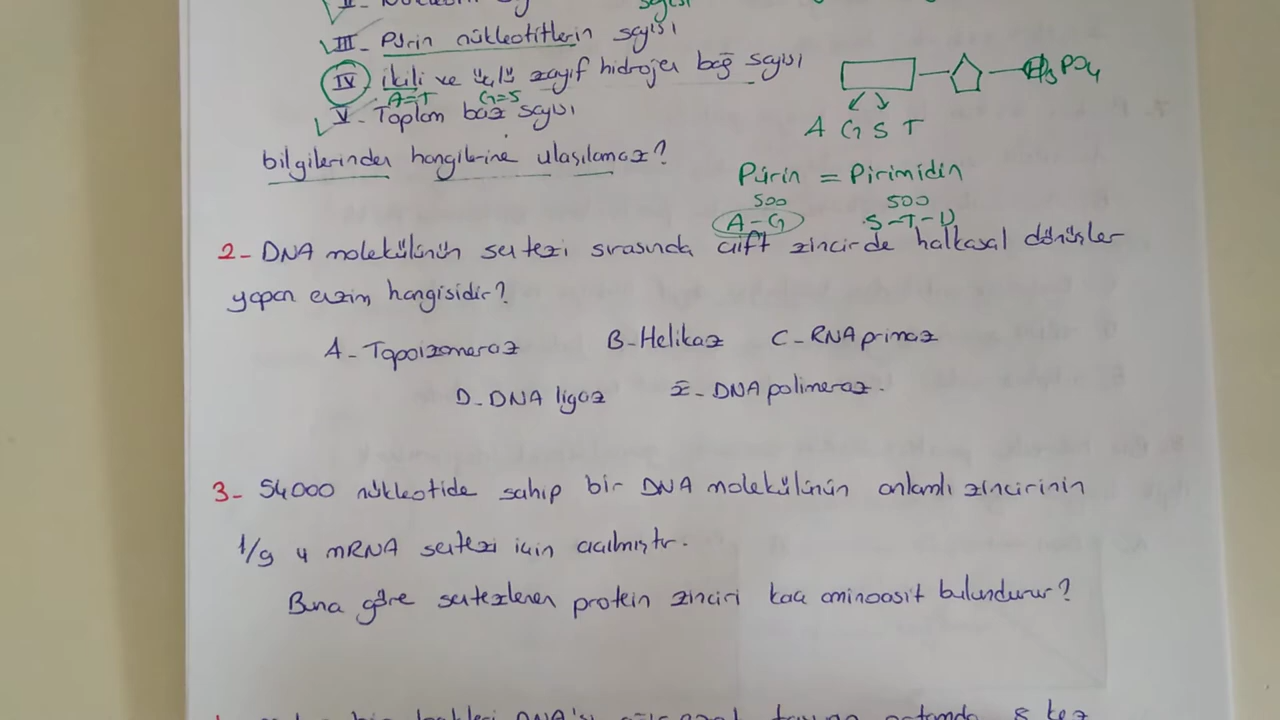 sayısı
III- Pürin nükleotitlerin sayısı
IV ikili ve üçlü zayıf hidrojen bağ sayısı
A=T G≡S
H3PO4
V- Toplam baz sayısı
A G S T
bilgilerinden hangilerine ulaşılamaz?
Pürin = Pirimidin
500 500
A-G S-T-U
2- DNA molekülünün sentezi sırasında çift zincirde halkasal dönüşler
yapan enzim hangisidir?
A- Topoizomeraz B-Helikaz C- RNA primaz
D- DNA ligaz E- DNA polimeraz.
3- 54000 nükleotide sahip bir DNA molekülünün anlamlı zincirinin
1/9 u mRNA sentezi için açılmıştır.
Buna göre sentezlenen protein zinciri kaç aminoasit bulundurur?